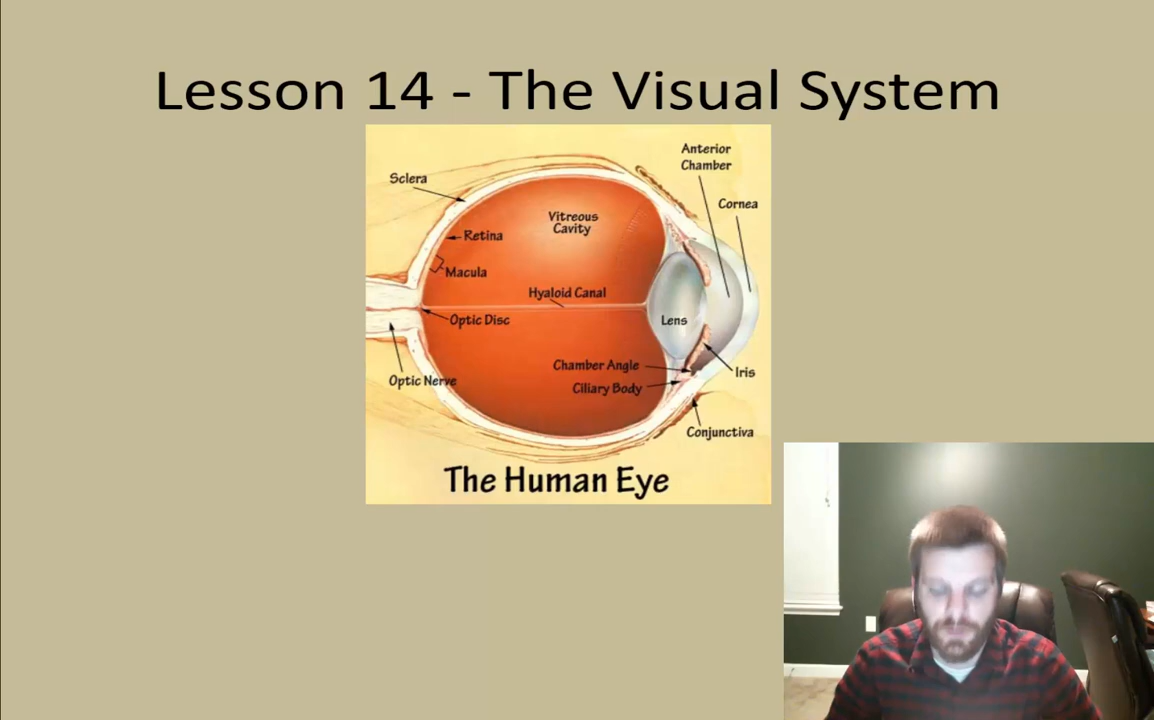 Lesson 14 - The Visual System
Anterior
Chamber
Sclera
Cornea
Vitreous
Cavity
Retina
Macula
Hyaloid Canal
Optic Disc
Lens
Chamber Angle
Iris
Optic Nerve
Ciliary Body
Conjunctiva
The Human Eye